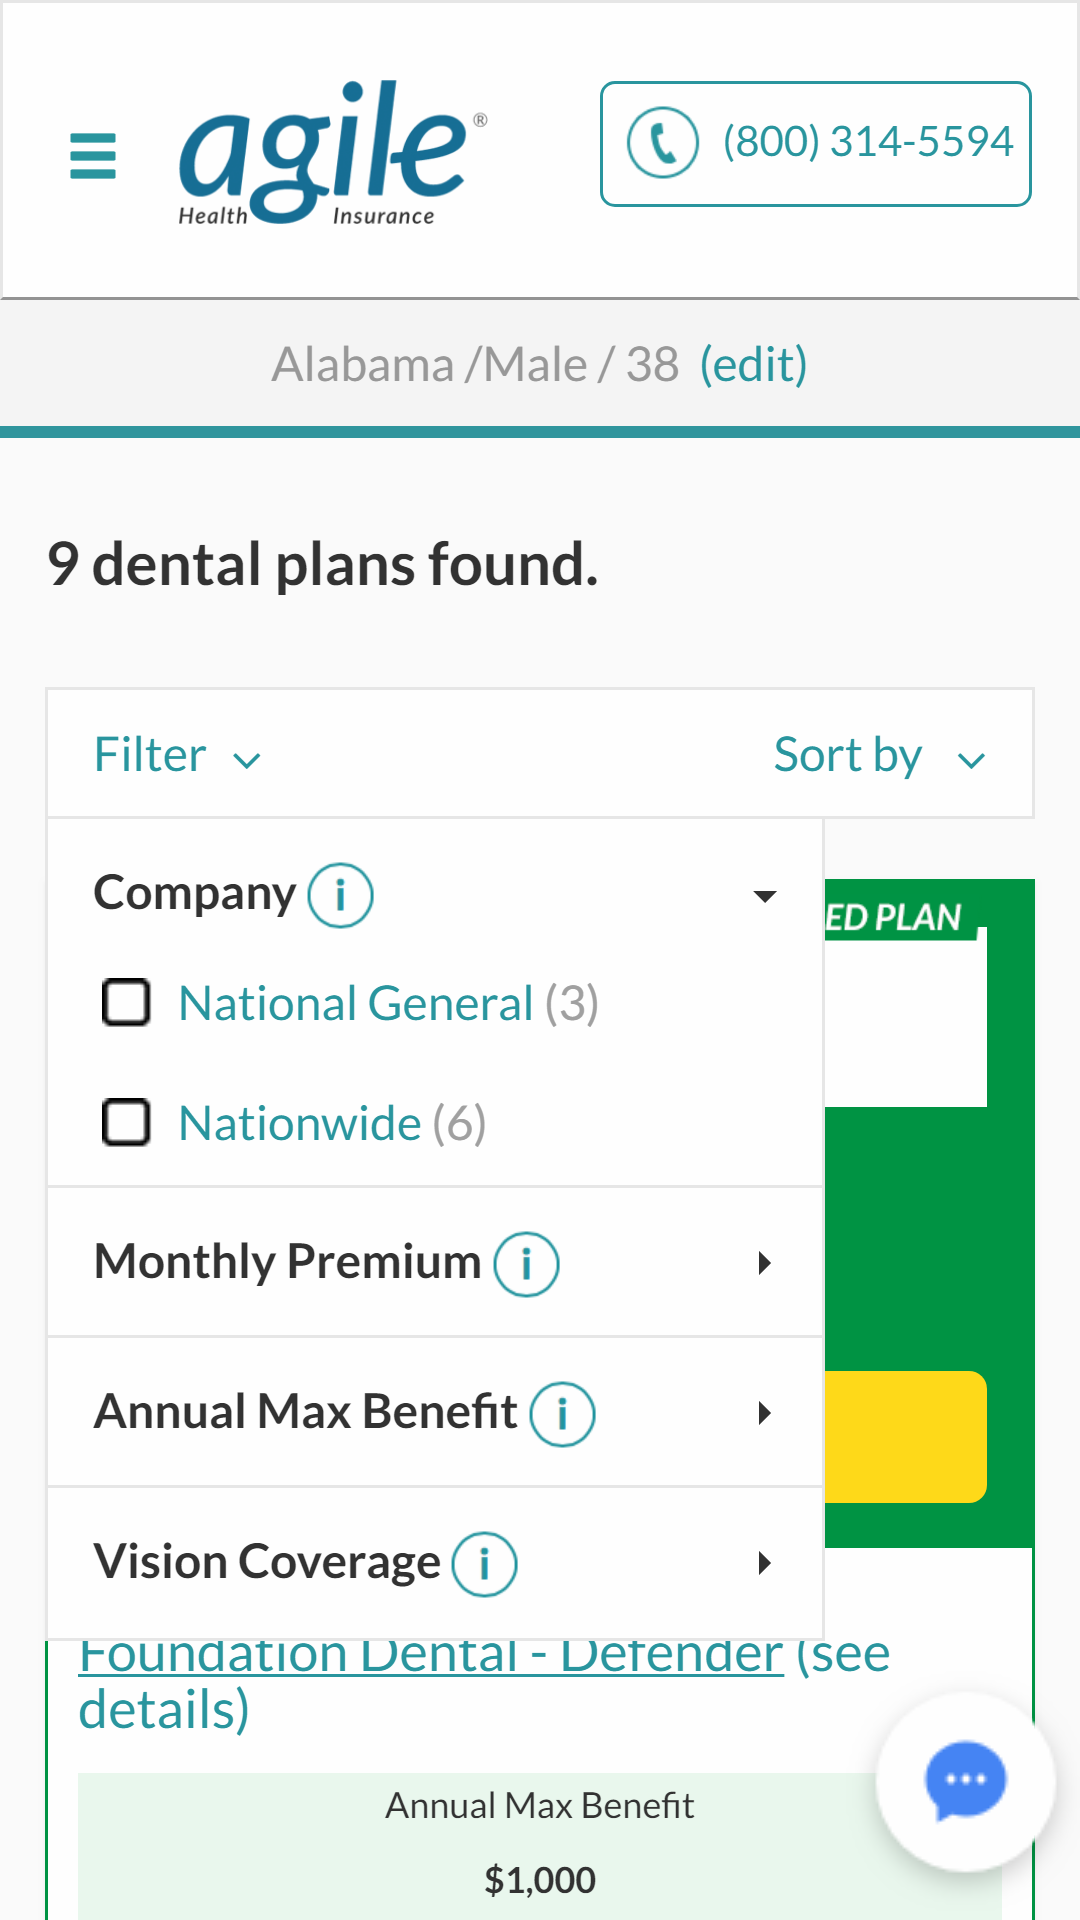 agile®
Health Insurance
(800) 314-5594
Alabama /Male / 38 (edit)
9 dental plans found.
Filter
Sort by
Company i
ED PLAN
National General (3)
Nationwide (6)
Monthly Premium i
Annual Max Benefit i
Vision Coverage i
Foundation Dental - Defender (see
details)
Annual Max Benefit
$1,000